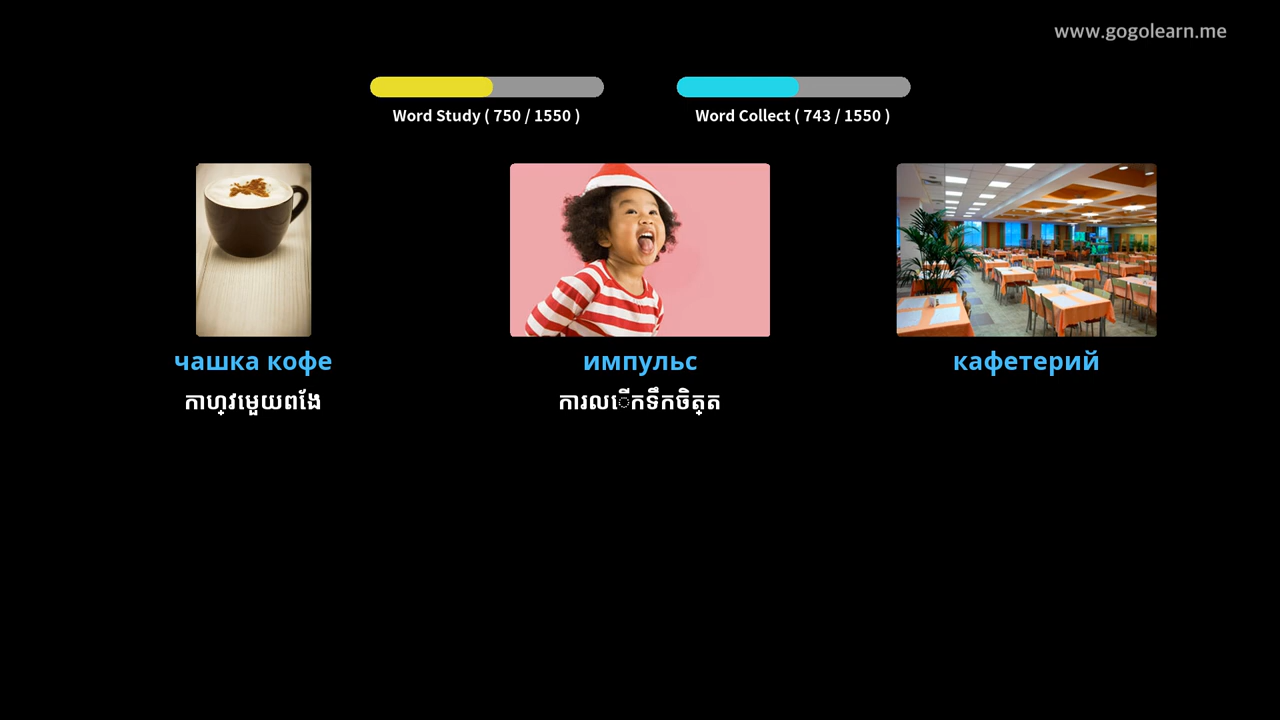 www.gogolearn.me
Word Study ( 750 / 1550 )
Word Collect ( 743 / 1550 )
чашка кофе
импульс
кафетерий
កាហ្វេមួយពែង
ការលើកទឹកចិត្ត